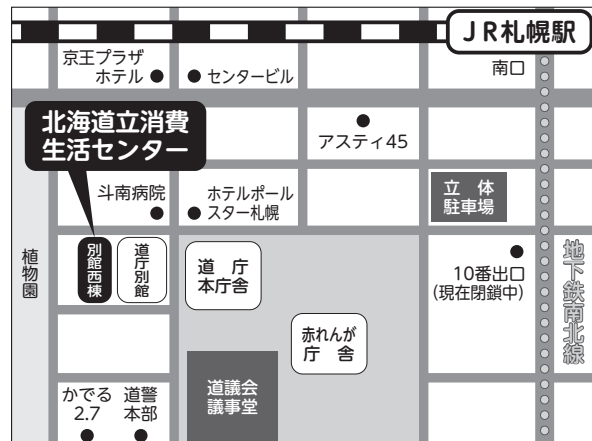 JR札幌駅
京王プラザ
ホテル
センタービル
南口
北海道立消費
生活センター
アスティ45
斗南病院
ホテルポール
スター札幌
立体
駐車場
植物園
別館西棟
道庁別館
道庁
本庁舎
10番出口
(現在閉鎖中)
地下鉄南北線
赤れんが
庁舎
道議会
議事堂
かでる
2.7
道警
本部